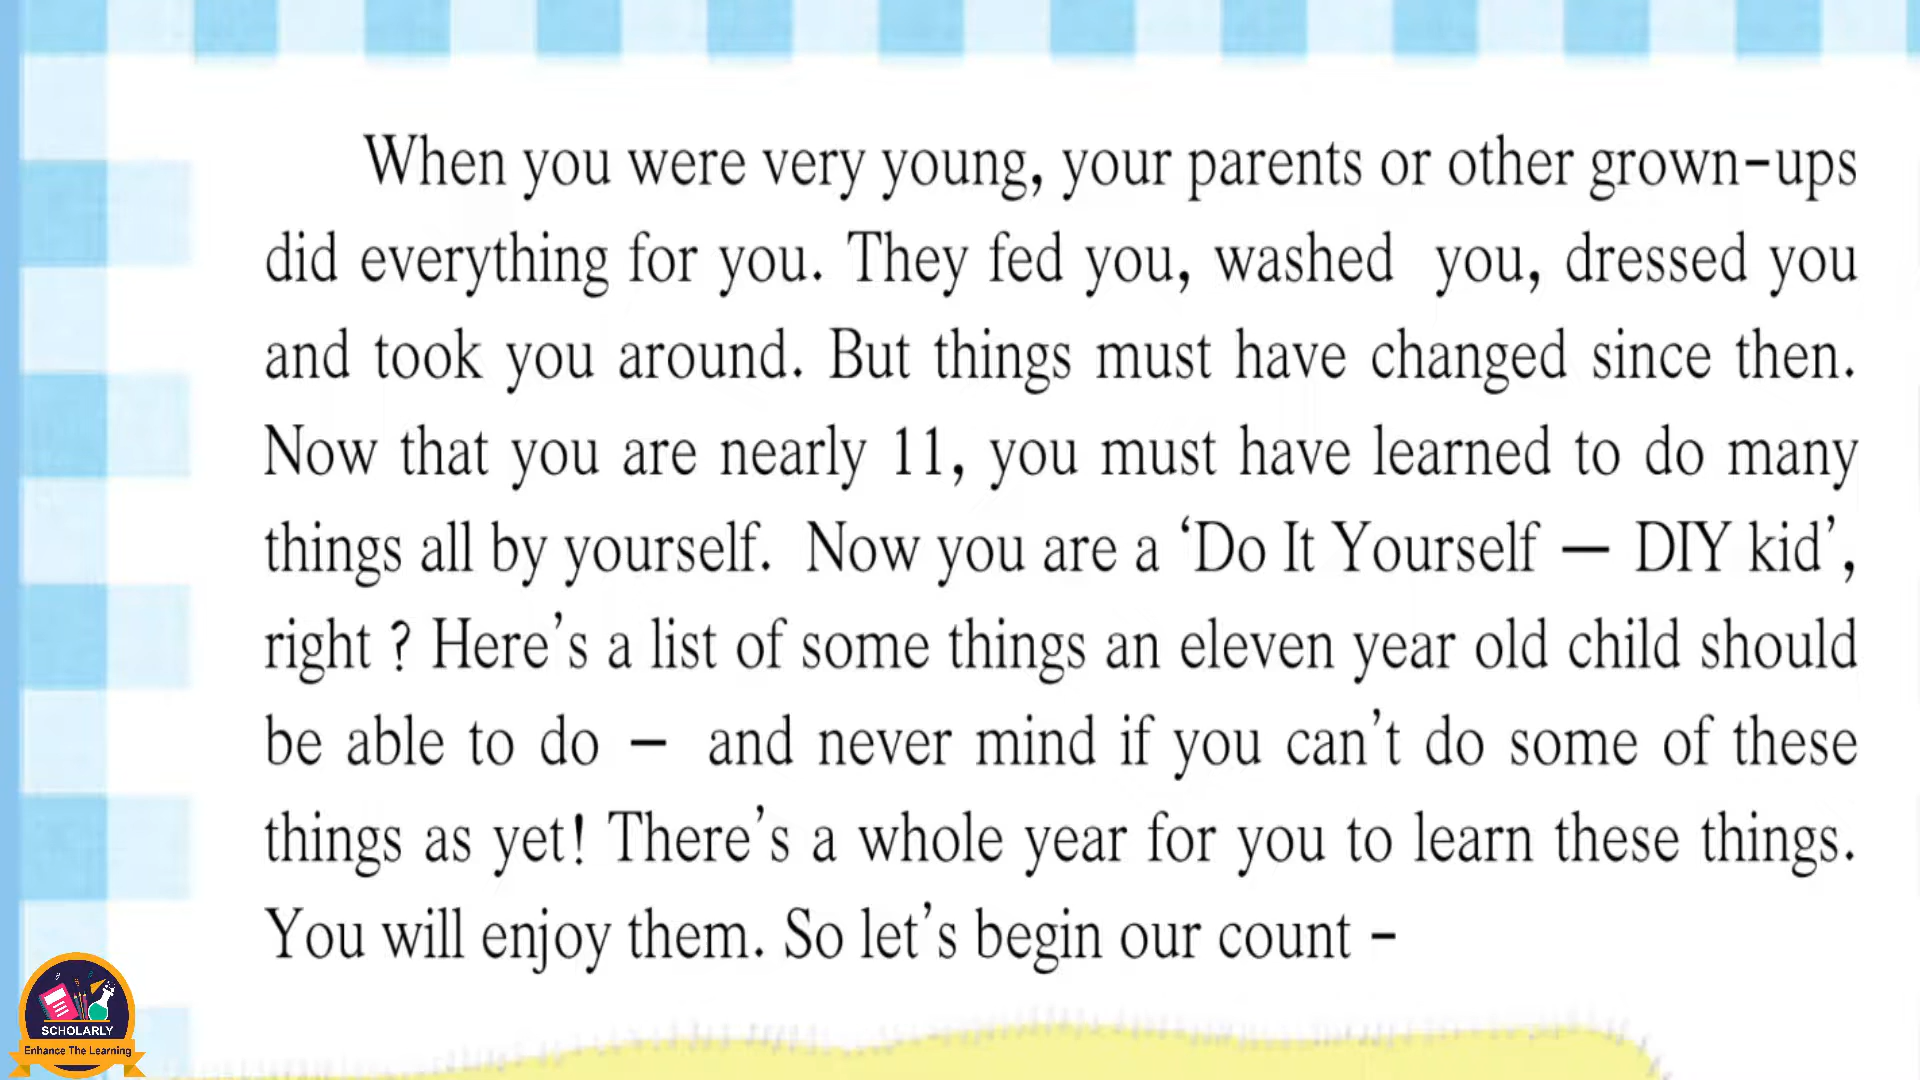 When you were very young, your parents or other grown-ups
did everything for you. They fed you, washed you, dressed you
and took you around. But things must have changed since then.
Now that you are nearly 11, you must have learned to do many
things all by yourself. Now you are a ‘Do It Yourself — DIY kid’,
right ? Here’s a list of some things an eleven year old child should
be able to do – and never mind if you can’t do some of these
things as yet! There’s a whole year for you to learn these things.
You will enjoy them. So let’s begin our count -
SCHOLARLY
Enhance The Learning